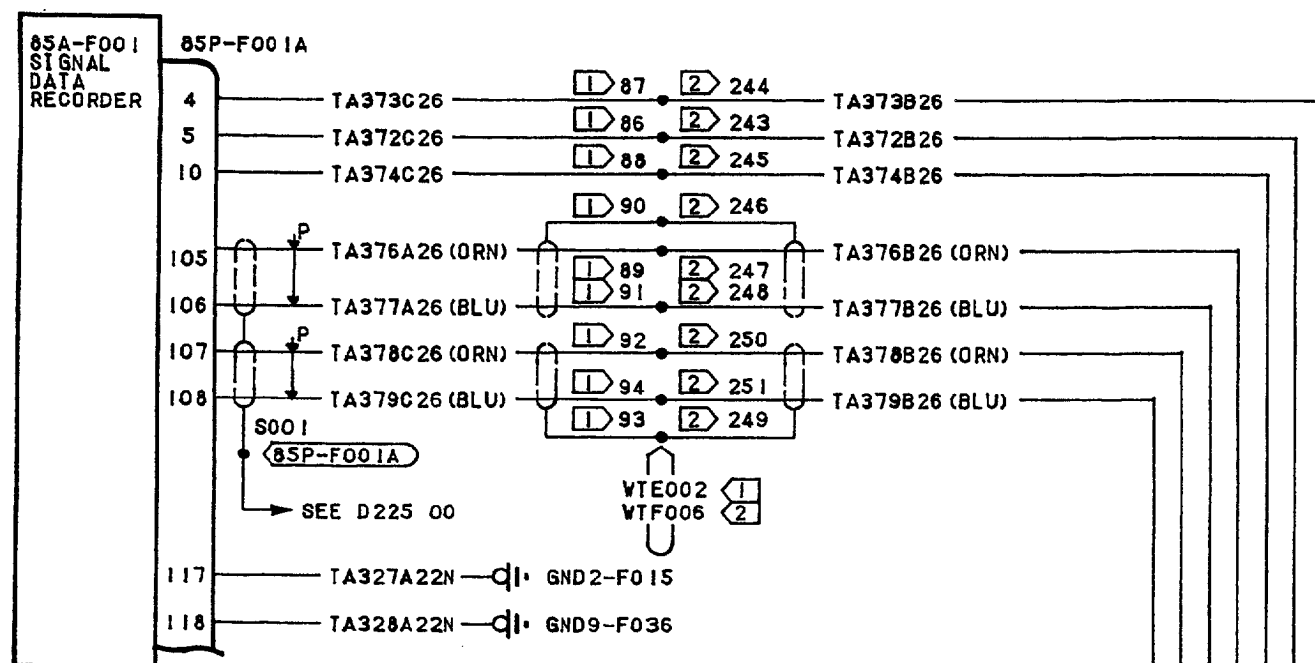 85A-F001 85P-F001A
SIGNAL
DATA
RECORDER
4 TA373C26 1 87 2 244 TA373B26
5 TA372C26 1 86 2 243 TA372B26
10 TA374C26 1 88 2 245 TA374B26
1 90 2 246
P
105 TA376A26(ORN) TA376B26(ORN)
1 89 2 247
1 91 2 248
106 TA377A26(BLU) TA377B26(BLU)
P
107 TA378C26(ORN) 1 92 2 250 TA378B26(ORN)
108 TA379C26(BLU) 1 94 2 251 TA379B26(BLU)
S001 1 93 2 249
85P-F001A
WTE002 1
SEE D225 00 WTF006 2
117 TA327A22N GND2-F015
118 TA328A22N GND9-F036